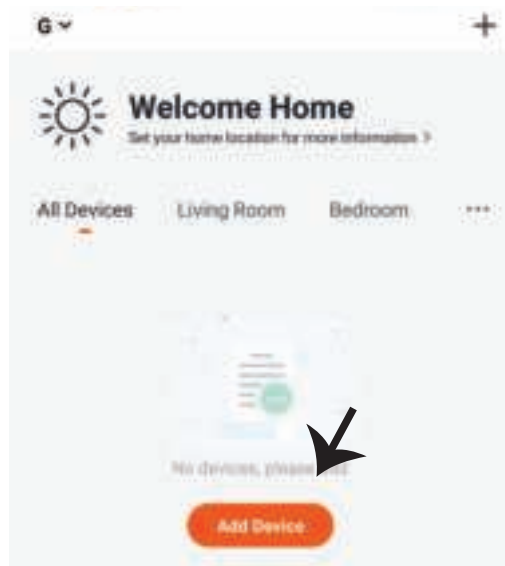 G
Welcome Home
Set your home location for more information >
All Devices Living Room Bedroom ...
No devices, please
Add Device